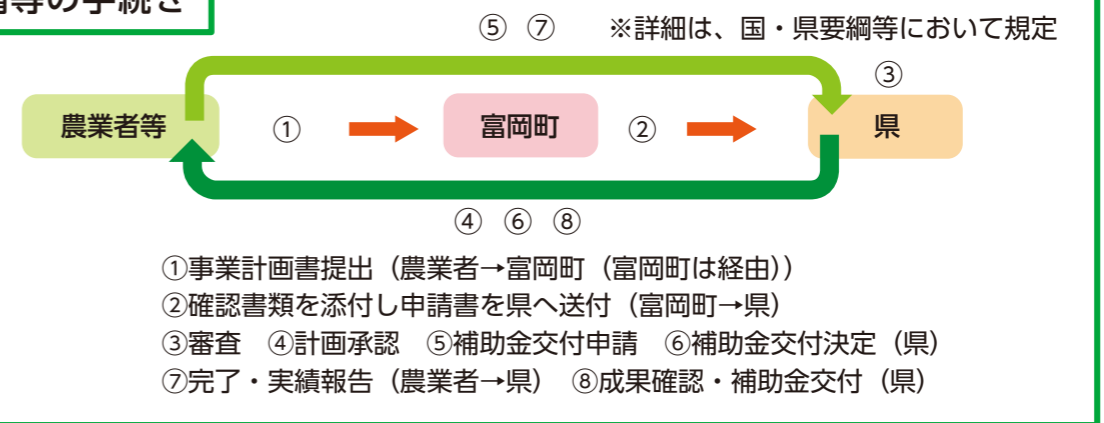 等の手続き
⑤ ⑦ ※詳細は、国・県要綱等において規定
③
農業者等 ① 富岡町 ② 県
④ ⑥ ⑧
①事業計画書提出（農業者→富岡町（富岡町は経由））
②確認書類を添付し申請書を県へ送付（富岡町→県）
③審査 ④計画承認 ⑤補助金交付申請 ⑥補助金交付決定（県）
⑦完了・実績報告（農業者→県） ⑧成果確認・補助金交付（県）